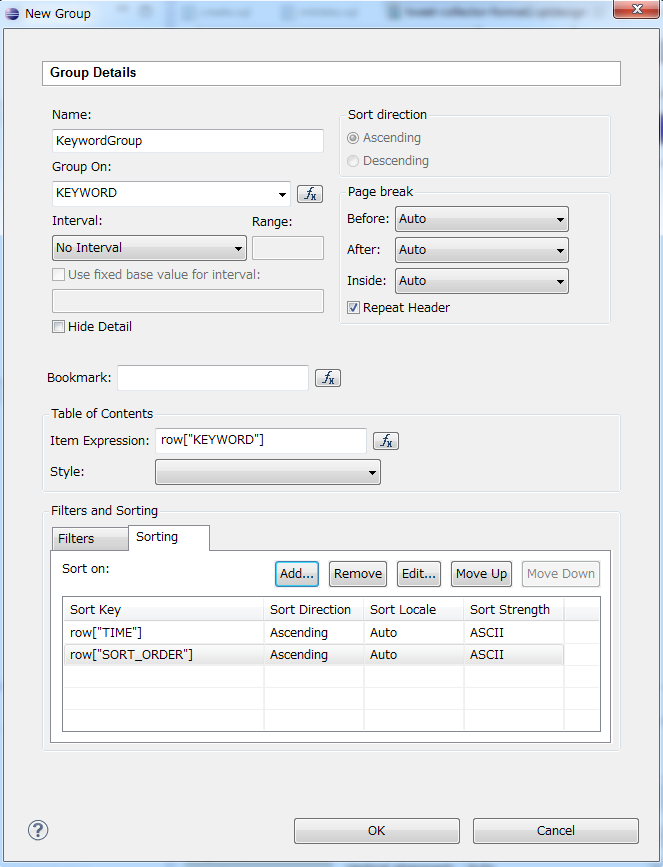 New Group
Group Details
Name:
KeywordGroup
Group On:
KEYWORD
fx
Interval:
Range:
No Interval
Use fixed base value for interval:
Hide Detail
Sort direction
Ascending
Descending
Page break
Before:
Auto
After:
Auto
Inside:
Auto
Repeat Header
Bookmark:
fx
Table of Contents
Item Expression:
row["KEYWORD"]
fx
Style:
Filters and Sorting
Filters
Sorting
Sort on:
Add...
Remove
Edit...
Move Up
Move Down
Sort Key Sort Direction Sort Locale Sort Strength
row["TIME"] Ascending Auto ASCII
row["SORT_ORDER"] Ascending Auto ASCII
?
OK
Cancel